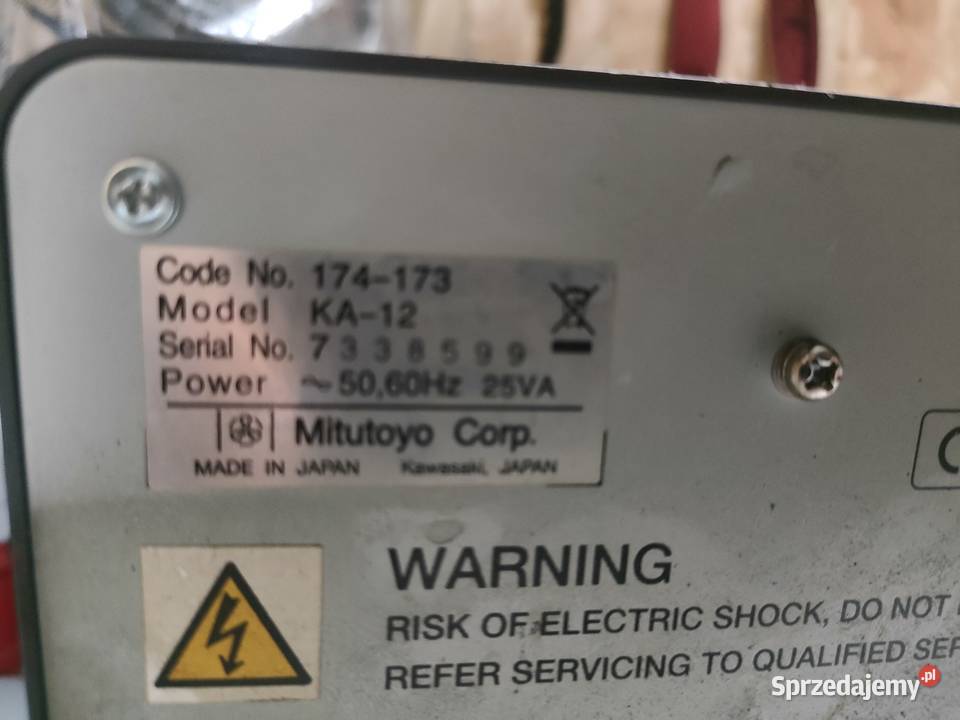 Code No. 174-173
Model KA-12
Serial No. 7338599
Power ~50,60Hz 25VA
Mitutoyo Corp.
MADE IN JAPAN Kawasaki, JAPAN
WARNING
RISK OF ELECTRIC SHOCK, DO NOT
REFER SERVICING TO QUALIFIED SER
Sprzedajemy.pl